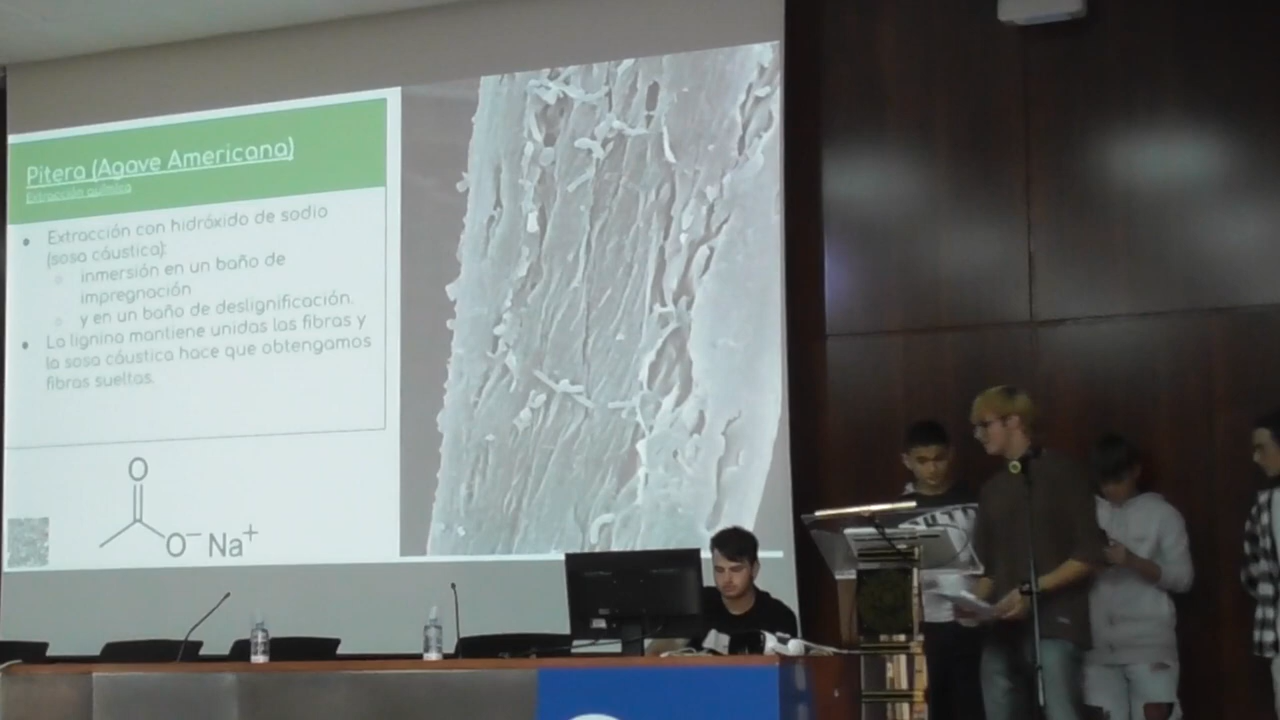 Pitera (Agave Americana)
Extracción química
● Extracción con hidróxido de sodio
(sosa cáustica):
○ inmersión en un baño de
impregnación
○ y en un baño de deslignificación.
● La lignina mantiene unidas las fibras y
la sosa cáustica hace que obtengamos
fibras sueltas.
O
O⁻ Na⁺